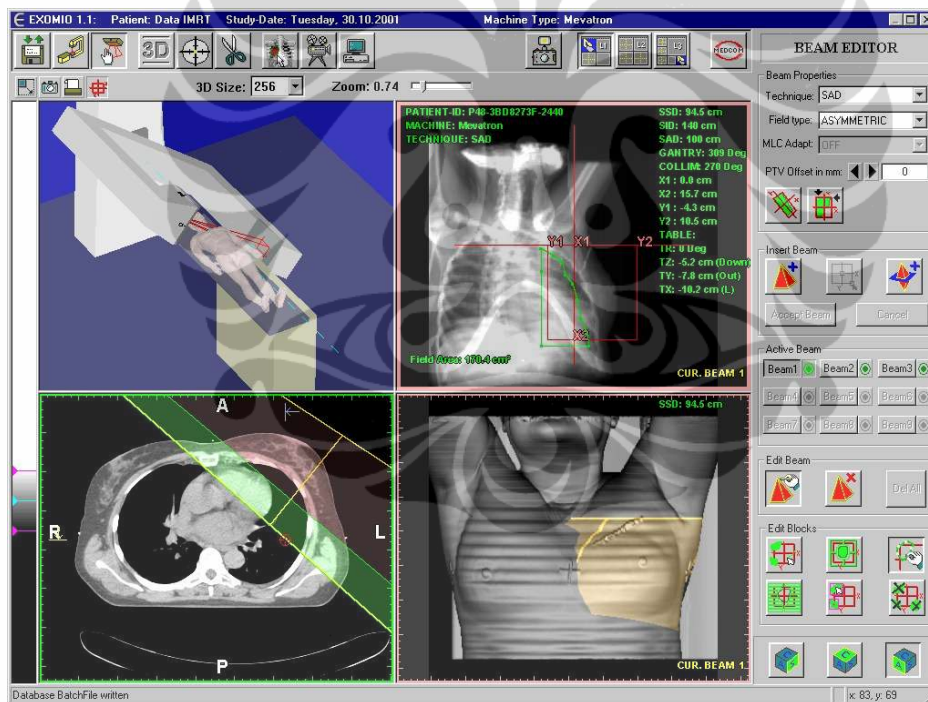 EXOMIO 1.1: Patient: Data IMRT Study-Date: Tuesday, 30.10.2001 Machine Type: Mevatron
3D
L1
L2
L3
MEDCOM
3D Size: 256 Zoom: 0.74
PATIENT-ID: P48-3BD8273F-2440
MACHINE: Mevatron
TECHNIQUE: SAD
SSD: 94.5 cm
SID: 140 cm
SAD: 100 cm
GANTRY: 309 Deg
COLLIM: 270 Deg
X1 : 0.0 cm
X2 : 15.7 cm
Y1 : -4.3 cm
Y2 : 10.5 cm
TABLE:
TR: 0 Deg
TZ: -5.2 cm (Down)
TY: -7.8 cm (Out)
TX: -10.2 cm (L)
Y1 X1 Y2
X2
Field Area: 170.4 cm²
CUR. BEAM 1
A
R
L
P
SSD: 94.5 cm
CUR. BEAM 1
BEAM EDITOR
Beam Properties
Technique: SAD
Field type: ASYMMETRIC
MLC Adapt: OFF
PTV Offset in mm: 0
Insert Beam
Accept Beam Cancel
Active Beam
Beam1 Beam2 Beam3
Beam4 Beam5 Beam6
Beam7 Beam8 Beam9
Edit Beam
Del All
Edit Blocks
Database BatchFile written
x: 83, y: 69